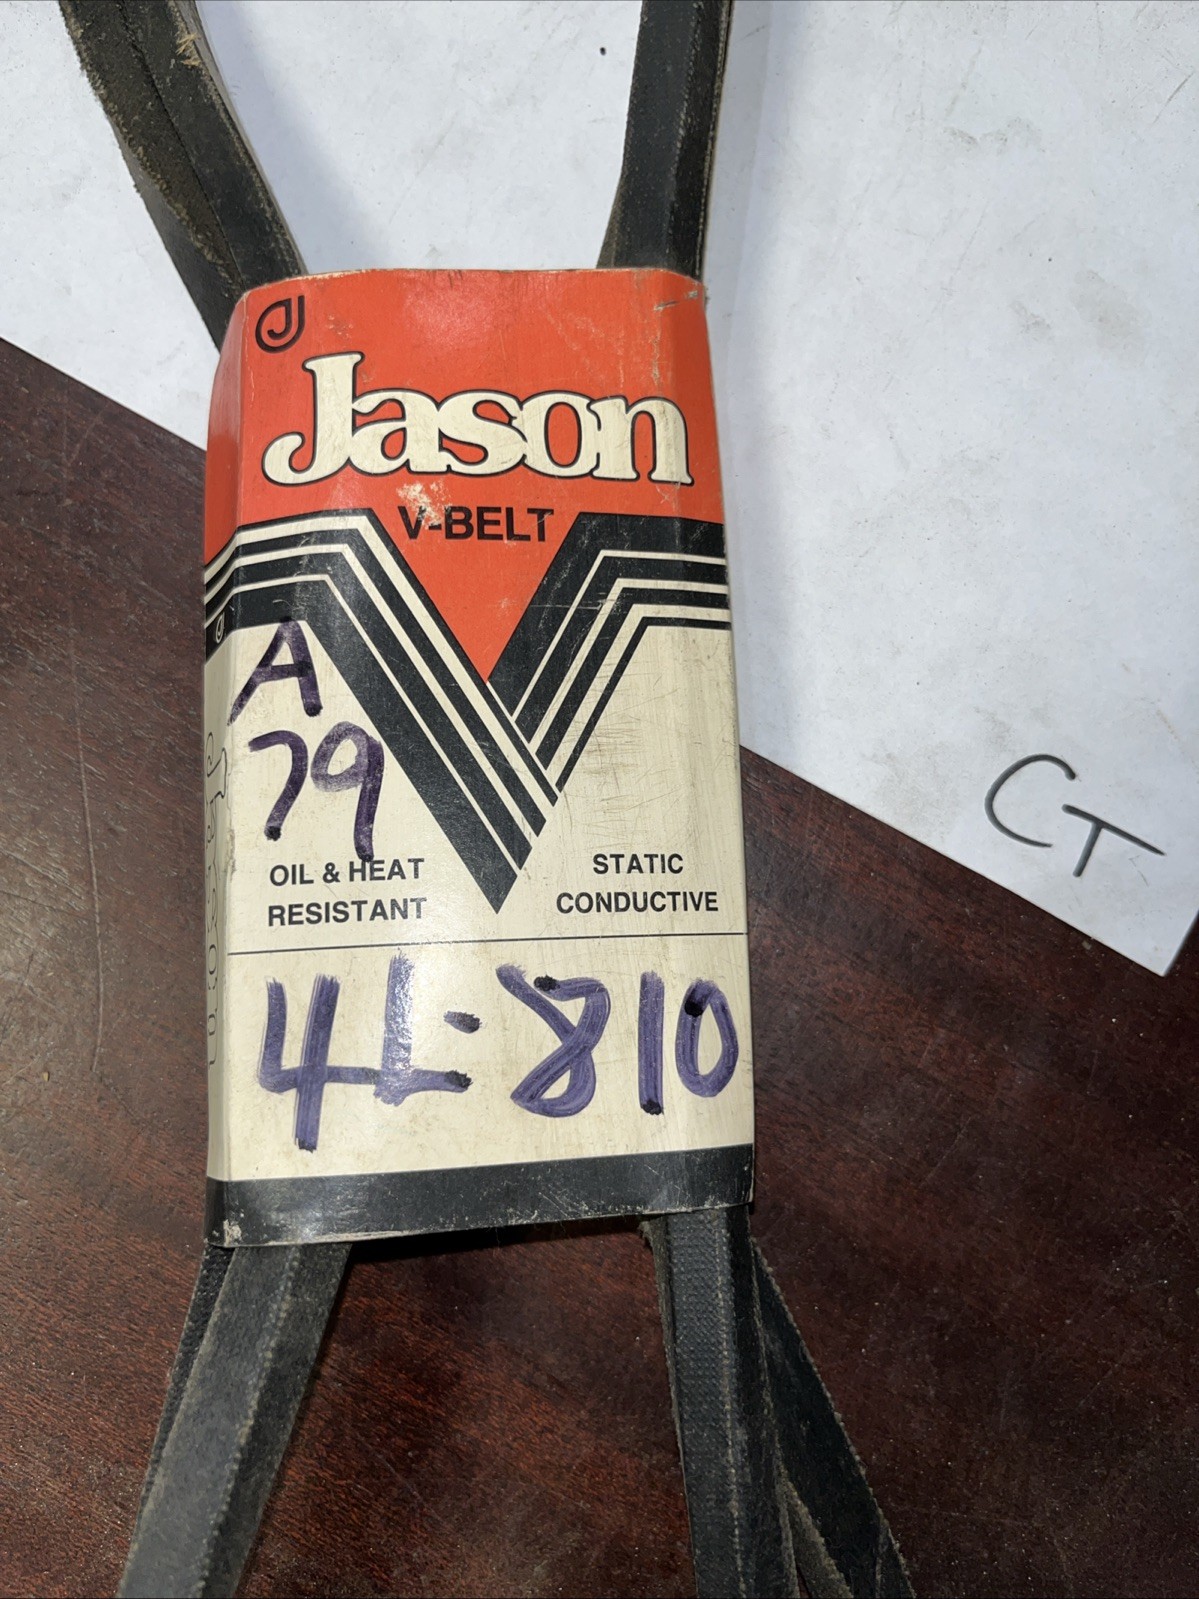 J
Jason
V-BELT
A
79
OIL & HEAT
RESISTANT
STATIC
CONDUCTIVE
4L-810
CT